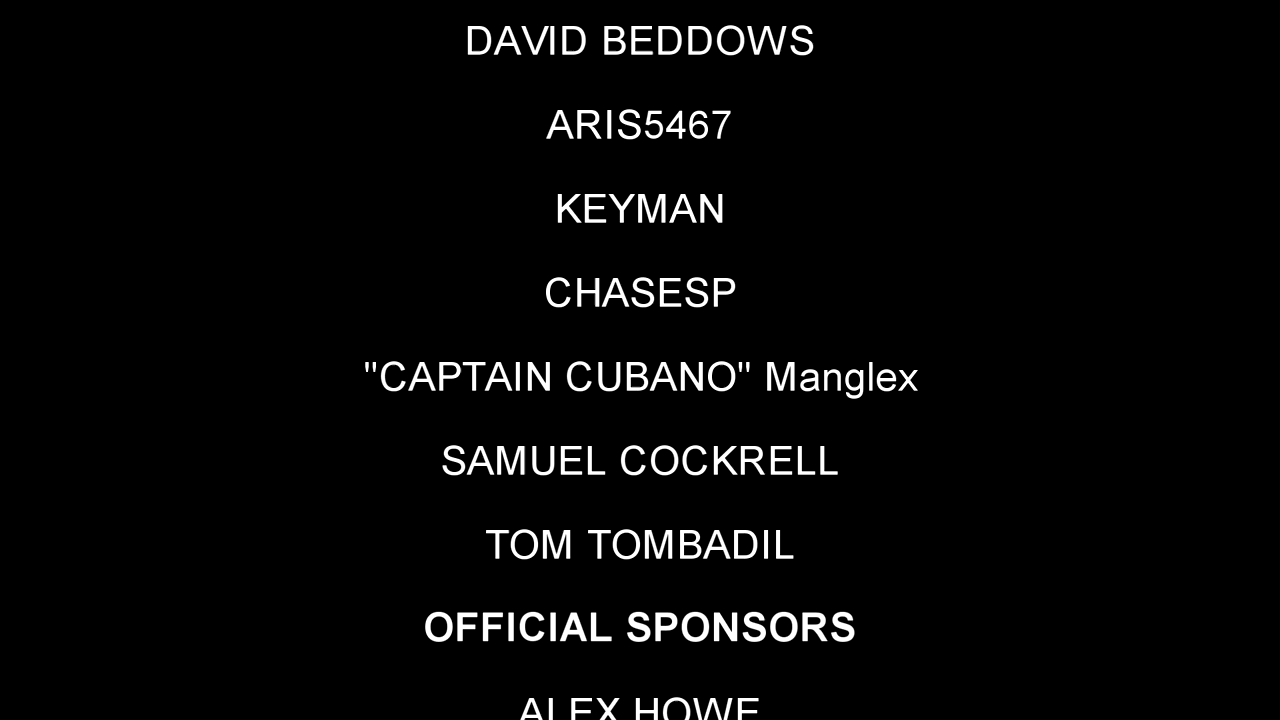 DAVID BEDDOWS
ARIS5467
KEYMAN
CHASESP
"CAPTAIN CUBANO" Manglex
SAMUEL COCKRELL
TOM TOMBADIL
OFFICIAL SPONSORS
ALEX HOWE